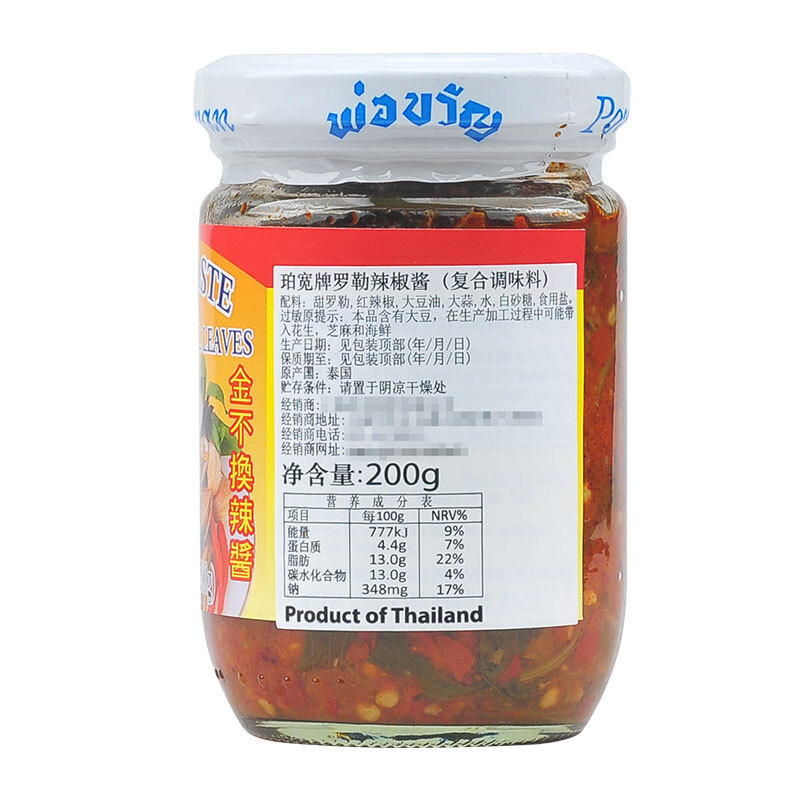 พ่อขวัญ
STE
LEAVES
金不換辣醬
珀宽牌罗勒辣椒酱（复合调味料）
配料：甜罗勒, 红辣椒, 大豆油, 大蒜, 水, 白砂糖, 食用盐。
过敏原提示：本品含有大豆，在生产加工过程中可能带
入花生，芝麻和海鲜
生产日期：见包装顶部(年/月/日)
保质期至：见包装顶部(年/月/日)
原产国：泰国
贮存条件：请置于阴凉干燥处
经销商：
经销商地址：
经销商电话：
经销商网址：
净含量：200g
营 养 成 分 表
项目 每100g NRV%
能量 777kJ 9%
蛋白质 4.4g 7%
脂肪 13.0g 22%
碳水化合物 13.0g 4%
钠 348mg 17%
Product of Thailand